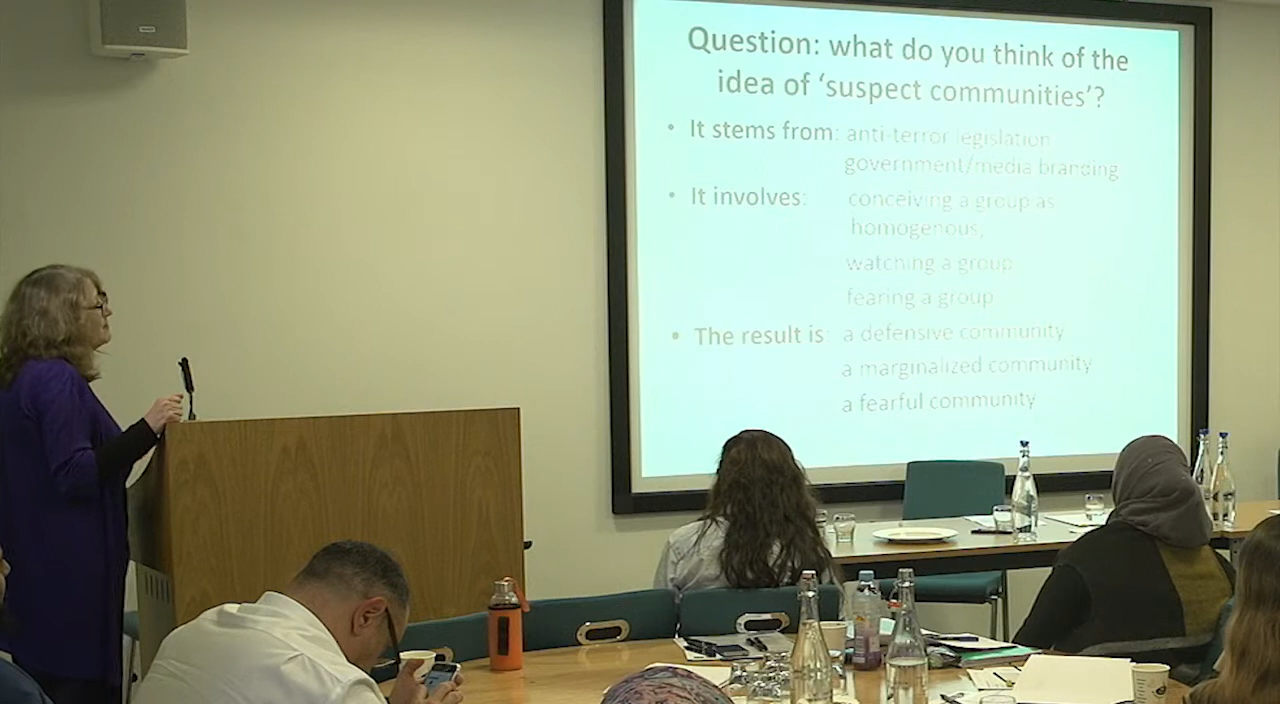 Question: what do you think of the
idea of ‘suspect communities’?
• It stems from: anti-terror legislation
government/media branding
• It involves: conceiving a group as
homogenous,
watching a group
fearing a group
• The result is: a defensive community
a marginalized community
a fearful community